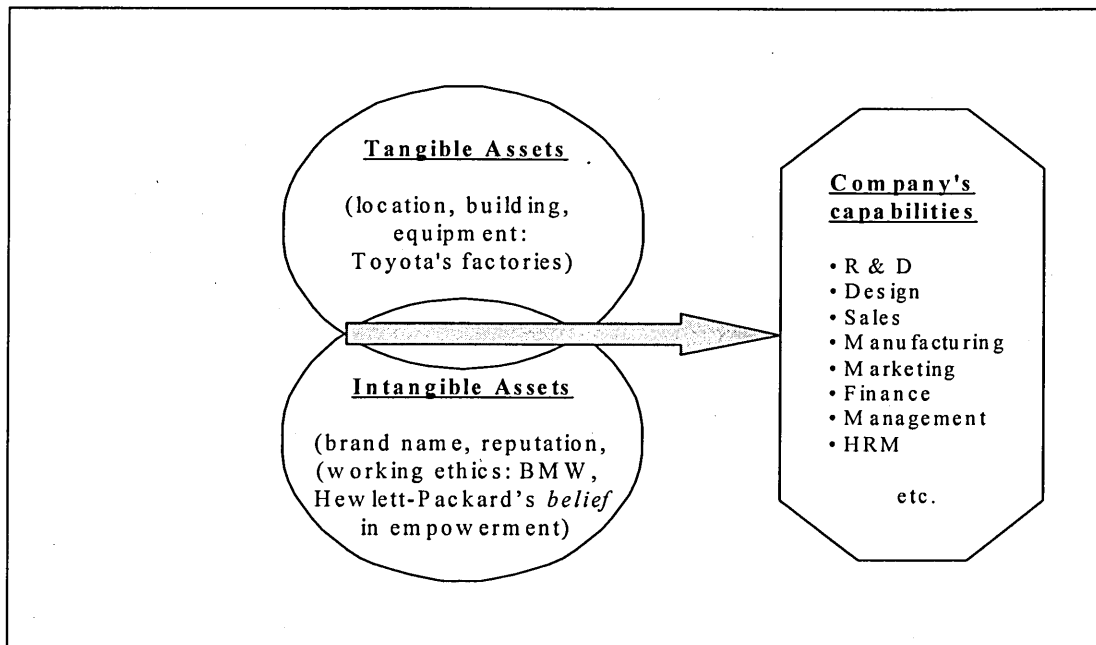 Tangible Assets
(location, building,
equipment:
Toyota's factories)
Intangible Assets
(brand name, reputation,
(working ethics: BMW,
Hewlett-Packard's belief
in empowerment)
Company's
capabilities
• R & D
• Design
• Sales
• Manufacturing
• Marketing
• Finance
• Management
• HRM
etc.